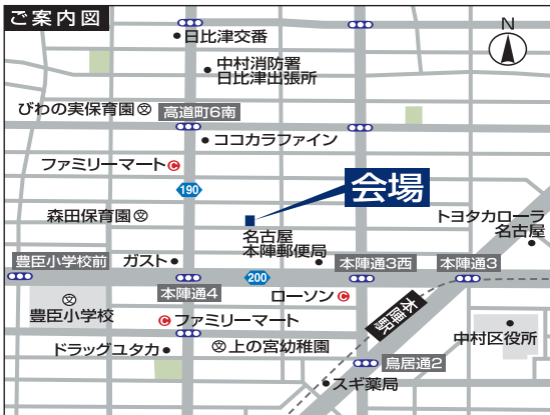 ご案内図
N
日比津交番
中村消防署
日比津出張所
びわの実保育園
高道町6南
ココカラファイン
ファミリーマート
190
会場
森田保育園
トヨタカローラ
名古屋
名古屋
本陣郵便局
豊臣小学校前
ガスト
200
本陣通3西
本陣通3
本陣通4
ローソン
本陣駅
豊臣小学校
ファミリーマート
中村区役所
ドラッグユタカ
上の宮幼稚園
鳥居通2
スギ薬局